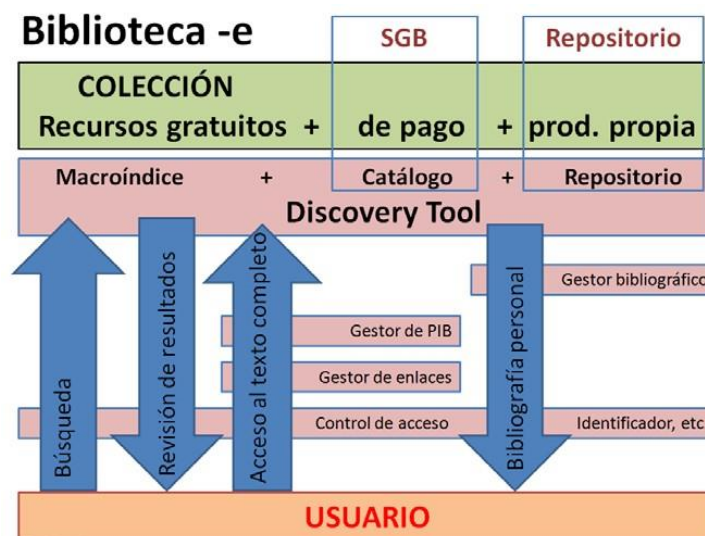 Biblioteca -e
SGB
Repositorio
COLECCIÓN
Recursos gratuitos + de pago + prod. propia
Macroíndice + Catálogo + Repositorio
Discovery Tool
Búsqueda
Revisión de resultados
Acceso al texto completo
Bibliografía personal
Gestor bibliográfico
Gestor de PIB
Gestor de enlaces
Control de acceso
Identificador, etc
USUARIO